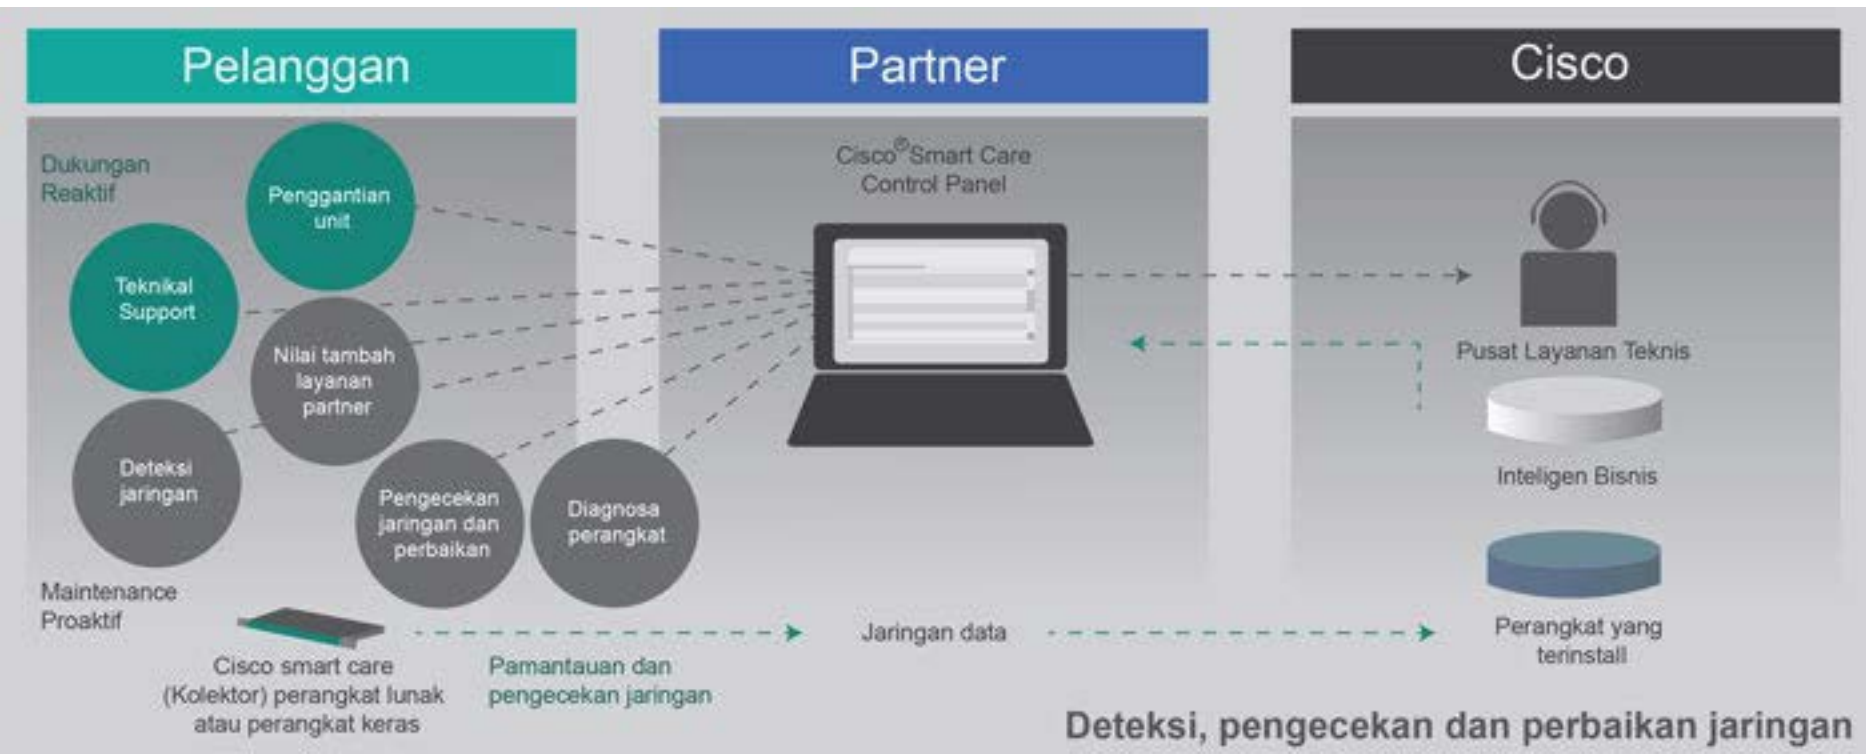 Pelanggan
Partner
Cisco
Dukungan
Reaktif
Penggantian
unit
Teknikal
Support
Nilai tambah
layanan
partner
Deteksi
jaringan
Pengecekan
jaringan dan
perbaikan
Diagnosa
perangkat
Maintenance
Proaktif
Cisco smart care
(Kolektor) perangkat lunak
atau perangkat keras
Pamantauan dan
pengecekan jaringan
Cisco® Smart Care
Control Panel
Jaringan data
Pusat Layanan Teknis
Inteligen Bisnis
Perangkat yang
terinstall
Deteksi, pengecekan dan perbaikan jaringan